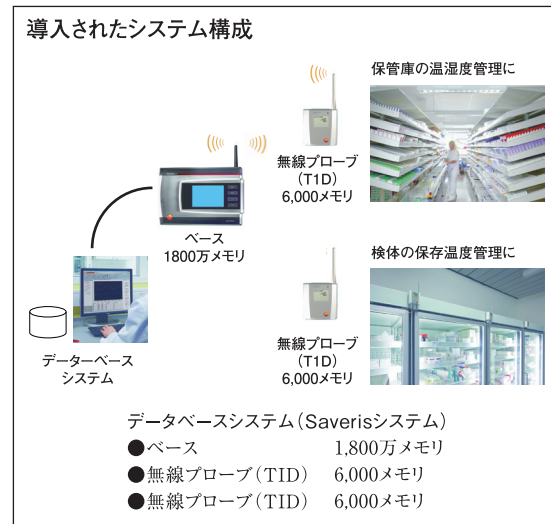 導入されたシステム構成
保管庫の温湿度管理に
無線プローブ
(T1D)
6,000メモリ
ベース
1800万メモリ
検体の保存温度管理に
無線プローブ
(T1D)
6,000メモリ
データーベース
システム
データベースシステム(Saverisシステム)
●ベース 1,800万メモリ
●無線プローブ(TID) 6,000メモリ
●無線プローブ(TID) 6,000メモリ